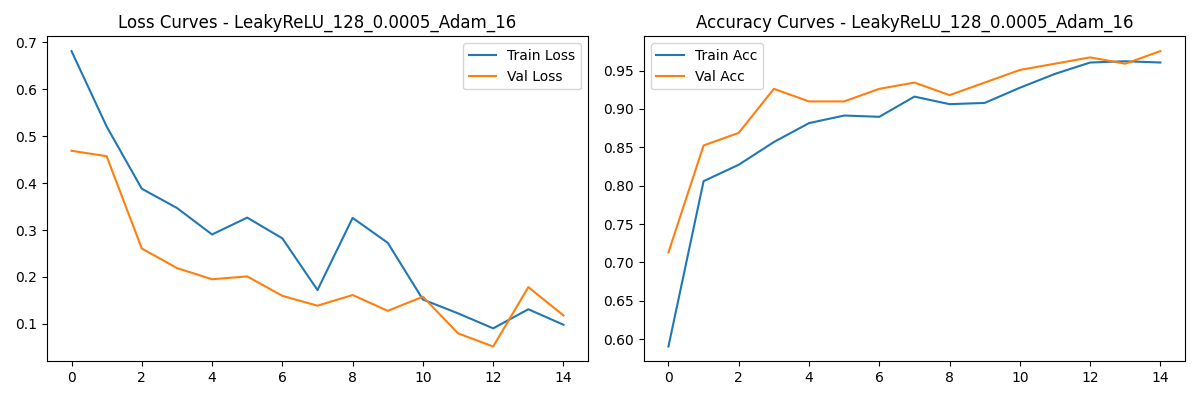 Loss Curves - LeakyReLU_128_0.0005_Adam_16
0.7
0.6
0.5
0.4
0.3
0.2
0.1
0 2 4 6 8 10 12 14
Train Loss
Val Loss
Accuracy Curves - LeakyReLU_128_0.0005_Adam_16
0.95
0.90
0.85
0.80
0.75
0.70
0.65
0.60
0 2 4 6 8 10 12 14
Train Acc
Val Acc